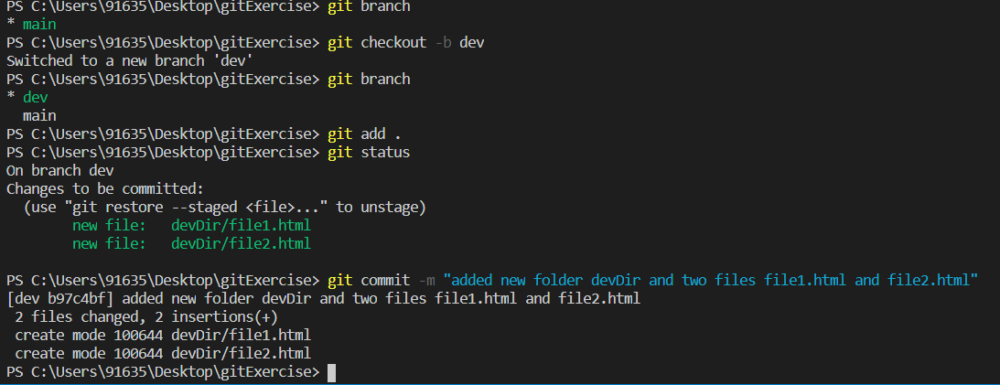 PS C:\Users\91635\Desktop\gitExercise> git branch
* main
PS C:\Users\91635\Desktop\gitExercise> git checkout -b dev
Switched to a new branch 'dev'
PS C:\Users\91635\Desktop\gitExercise> git branch
* dev
  main
PS C:\Users\91635\Desktop\gitExercise> git add .
PS C:\Users\91635\Desktop\gitExercise> git status
On branch dev
Changes to be committed:
  (use "git restore --staged <file>..." to unstage)
        new file:   devDir/file1.html
        new file:   devDir/file2.html

PS C:\Users\91635\Desktop\gitExercise> git commit -m "added new folder devDir and two files file1.html and file2.html"
[dev b97c4bf] added new folder devDir and two files file1.html and file2.html
 2 files changed, 2 insertions(+)
 create mode 100644 devDir/file1.html
 create mode 100644 devDir/file2.html
PS C:\Users\91635\Desktop\gitExercise>